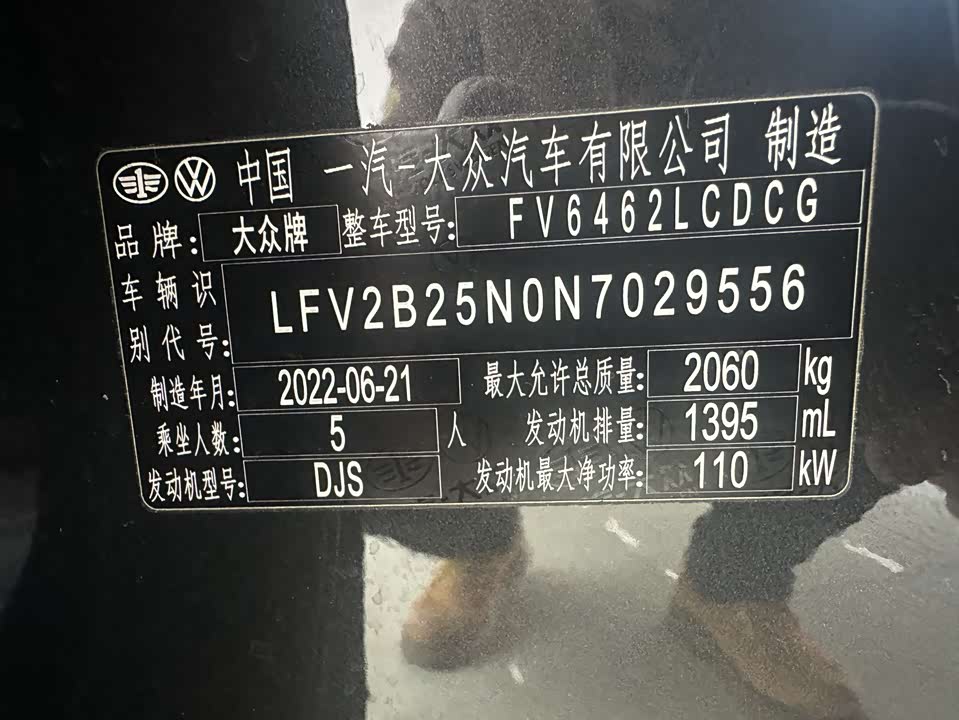 中国 一汽-大众汽车有限公司 制造
品牌: 大众牌 整车型号: FV6462LCDCG
车辆识别代号: LFV2B25N0N7029556
制造年月: 2022-06-21 最大允许总质量: 2060 kg
乘坐人数: 5 人 发动机排量: 1395 mL
发动机型号: DJS 发动机最大净功率: 110 kW